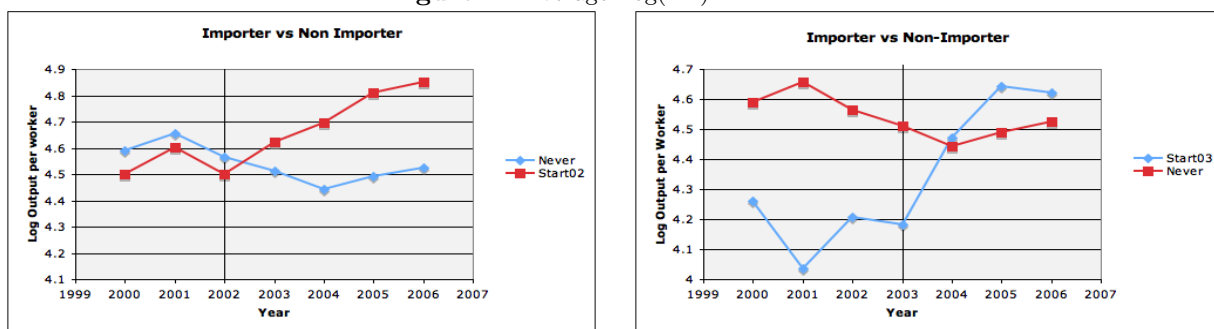 Importer vs Non Importer
4.9
4.8
4.7
4.6
4.5
4.4
4.3
4.2
4.1
1999 2000 2001 2002 2003 2004 2005 2006 2007
Year
Log Output per worker
Never
Start02
Importer vs Non-Importer
4.7
4.6
4.5
4.4
4.3
4.2
4.1
4
1999 2000 2001 2002 2003 2004 2005 2006 2007
Year
Log Output per Worker
Start03
Never